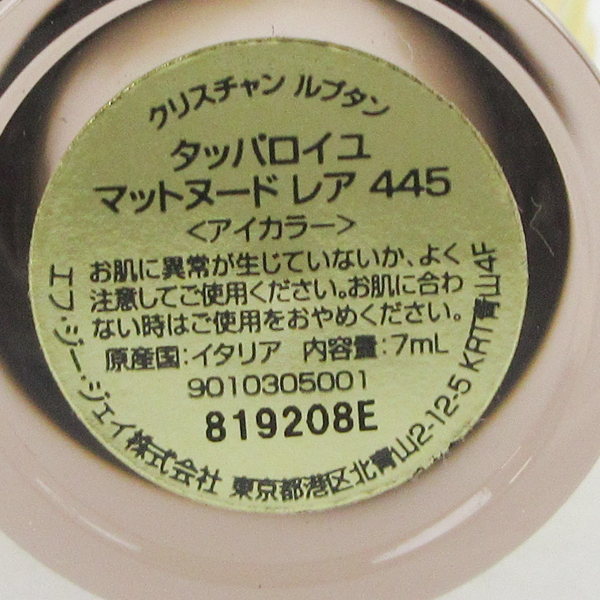 クリスチャン ルブタン
タッパロイユ
マットヌード レア 445
<アイカラー>
お肌に異常が生じていないか、よく
注意してご使用ください。お肌に合わ
ない時はご使用をおやめください。
原産国:イタリア 内容量:7mL
9010305001
819208E
エフ・ジー・ジェイ株式会社 東京都港区北青山2-12-5 KRT青山4F